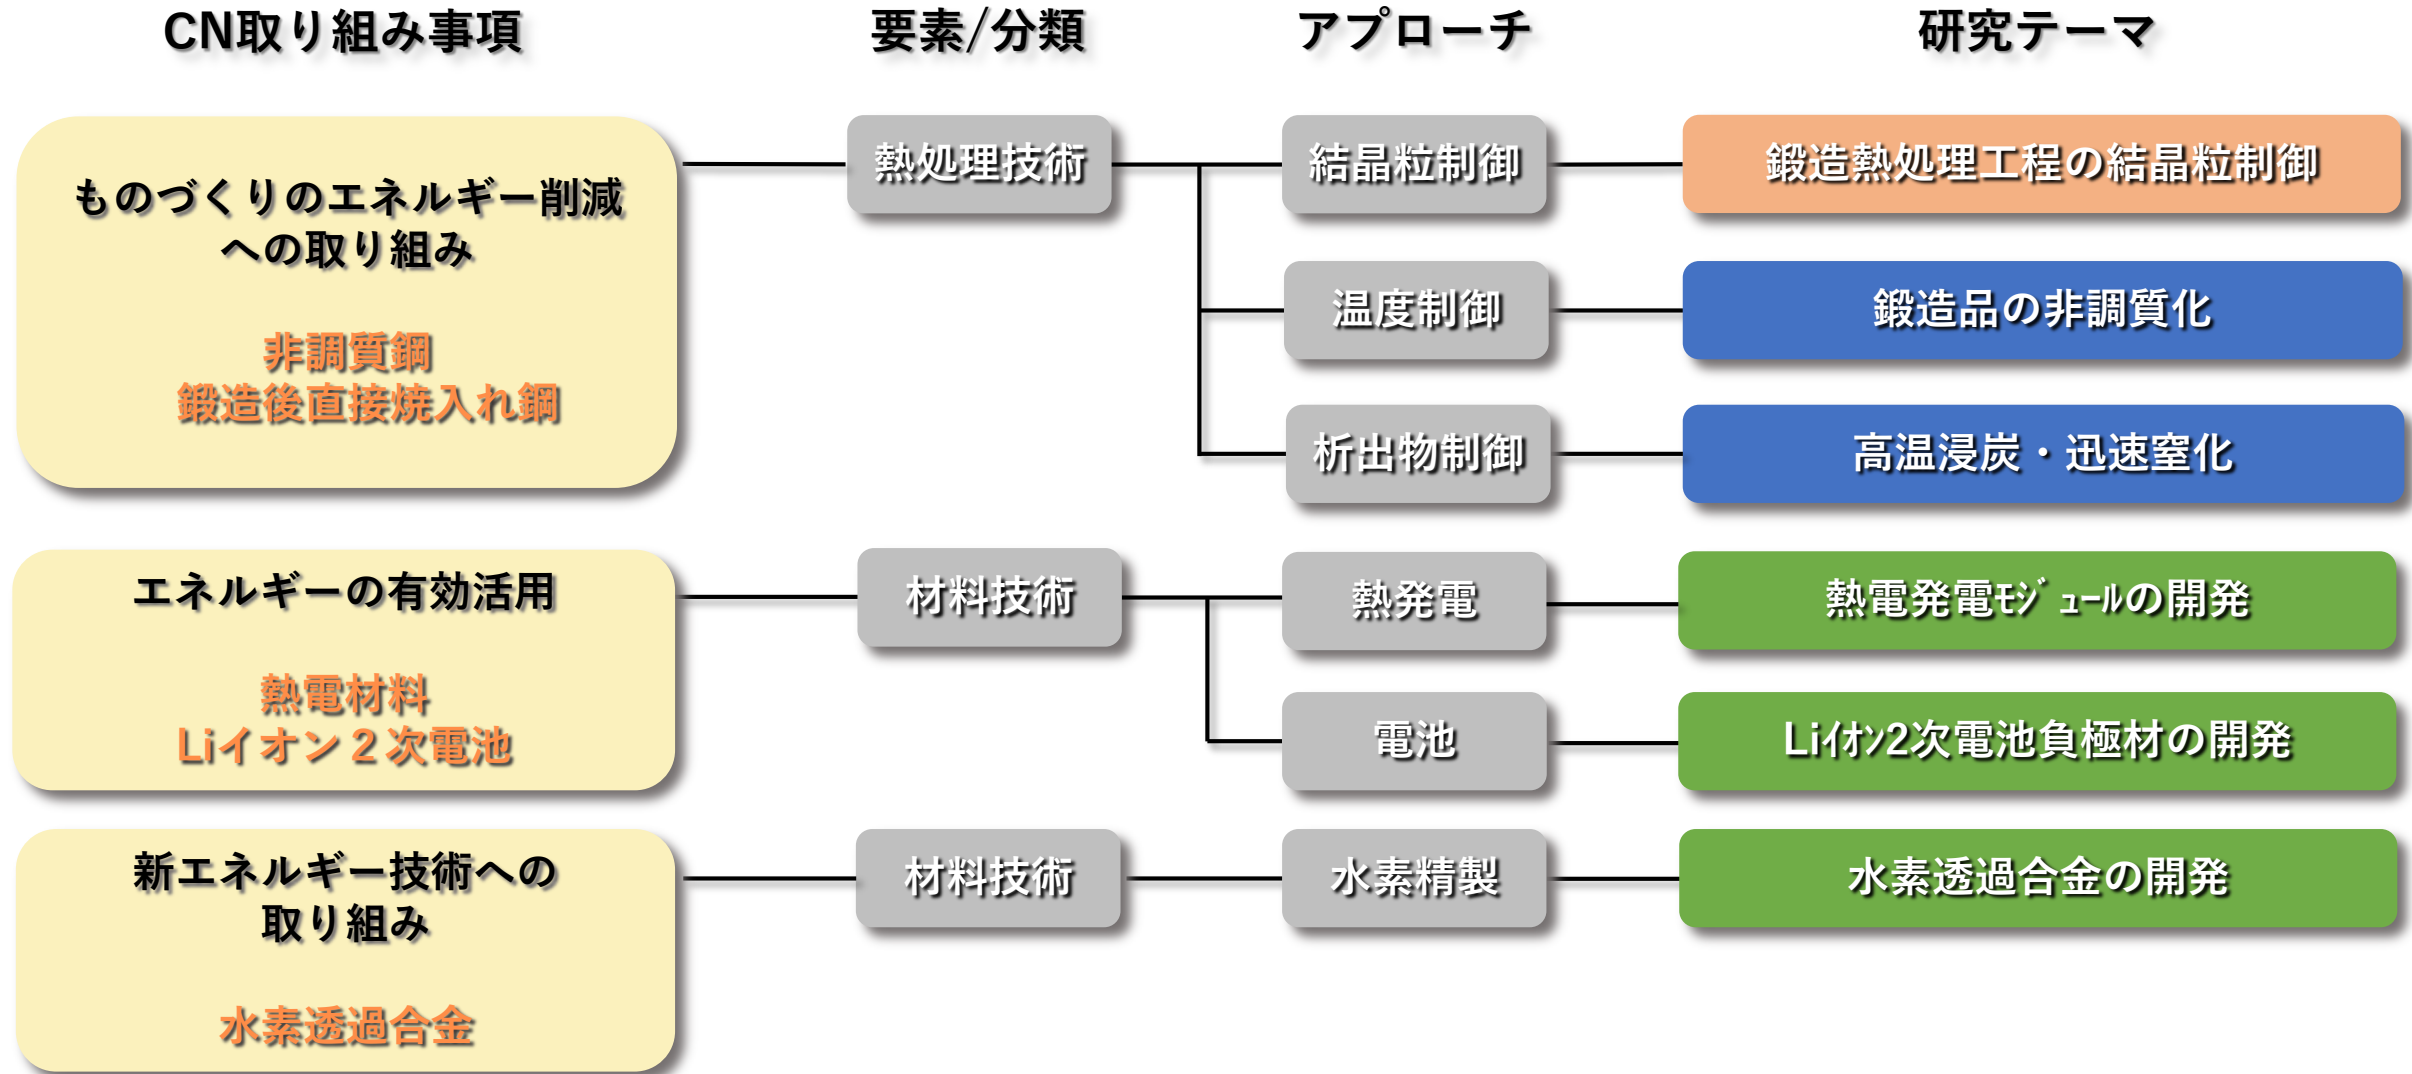 CN取り組み事項
要素/分類
アプローチ
研究テーマ
ものづくりのエネルギー削減
への取り組み
非調質鋼
鍛造後直接焼入れ鋼
熱処理技術
結晶粒制御
鍛造熱処理工程の結晶粒制御
温度制御
鍛造品の非調質化
析出物制御
高温浸炭・迅速窒化
エネルギーの有効活用
熱電材料
Liイオン２次電池
材料技術
熱発電
熱電発電ﾓｼﾞｭｰﾙの開発
電池
Liｲｵﾝ2次電池負極材の開発
新エネルギー技術への
取り組み
水素透過合金
材料技術
水素精製
水素透過合金の開発